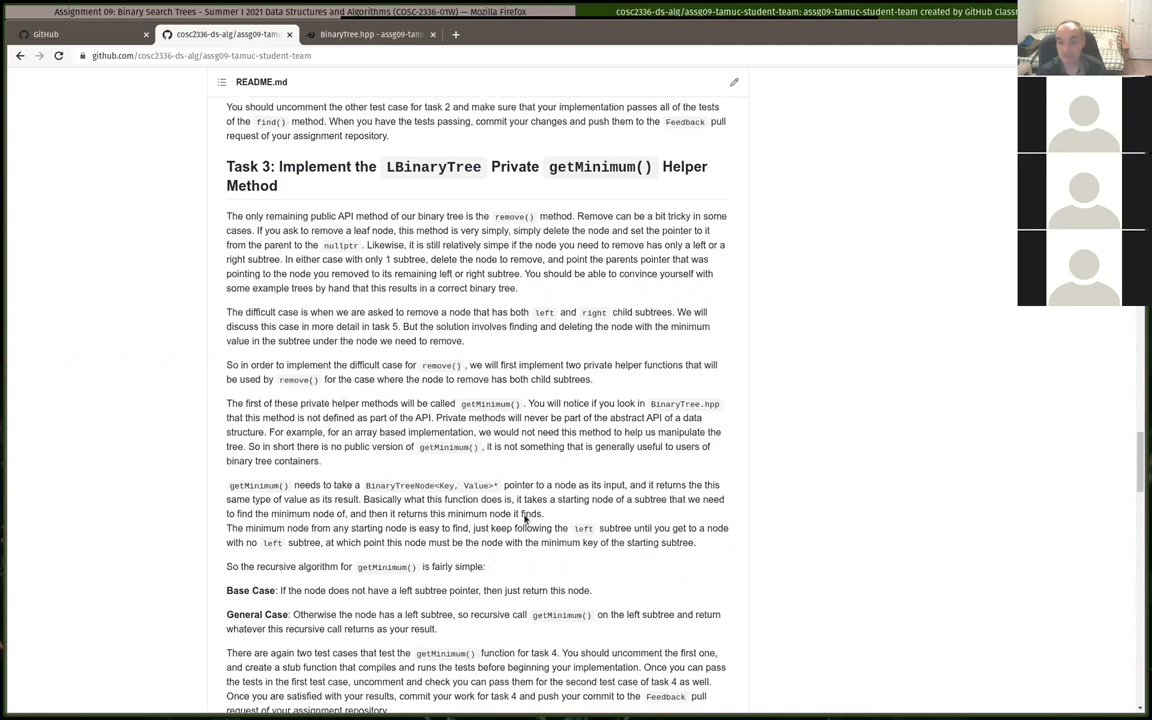 Assignment 09: Binary Search Trees - Summer I 2021 Data Structures and Algorithms (COSC-2336-01W) — Mozilla Firefox
cosc2336-ds-alg/assg09-tamuc-student-team: assg09-tamuc-student-team created by GitHub Classr
GitHub
cosc2336-ds-alg/assg09-tamu
BinaryTree.hpp - assg09-tamuc
github.com/cosc2336-ds-alg/assg09-tamuc-student-team
README.md
You should uncomment the other test case for task 2 and make sure that your implementation passes all of the tests
of the find() method. When you have the tests passing, commit your changes and push them to the Feedback pull
request of your assignment repository.
Task 3: Implement the LBinaryTree Private getMinimum() Helper
Method
The only remaining public API method of our binary tree is the remove() method. Remove can be a bit tricky in some
cases. If you ask to remove a leaf node, this method is very simply, simply delete the node and set the pointer to it
from the parent to the nullptr. Likewise, it is still relatively simpe if the node you need to remove has only a left or a
right subtree. In either case with only 1 subtree, delete the node to remove, and point the parents pointer that was
pointing to the node you removed to its remaining left or right subtree. You should be able to convince yourself with
some example trees by hand that this results in a correct binary tree.
The difficult case is when we are asked to remove a node that has both left and right child subtrees. We will
discuss this case in more detail in task 5. But the solution involves finding and deleting the node with the minimum
value in the subtree under the node we need to remove.
So in order to implement the difficult case for remove(), we will first implement two private helper functions that will
be used by remove() for the case where the node to remove has both child subtrees.
The first of these private helper methods will be called getMinimum(). You will notice if you look in BinaryTree.hpp
that this method is not defined as part of the API. Private methods will never be part of the abstract API of a data
structure. For example, for an array based implementation, we would not need this method to help us manipulate the
tree. So in short there is no public version of getMinimum(), it is not something that is generally useful to users of
binary tree containers.
getMinimum() needs to take a BinaryTreeNode<Key, Value>* pointer to a node as its input, and it returns the this
same type of value as its result. Basically what this function does is, it takes a starting node of a subtree that we need
to find the minimum node of, and then it returns this minimum node it finds.
The minimum node from any starting node is easy to find, just keep following the left subtree until you get to a node
with no left subtree, at which point this node must be the node with the minimum key of the starting subtree.
So the recursive algorithm for getMinimum() is fairly simple:
Base Case: If the node does not have a left subtree pointer, then just return this node.
General Case: Otherwise the node has a left subtree, so recursive call getMinimum() on the left subtree and return
whatever this recursive call returns as your result.
There are again two test cases that test the getMinimum() function for task 4. You should uncomment the first one,
and create a stub function that compiles and runs the tests before beginning your implementation. Once you can pass
the tests in the first test case, uncomment and check you can pass them for the second test case of task 4 as well.
Once you are satisfied with your results, commit your work for task 4 and push your commit to the Feedback pull
request of your assignment repository.